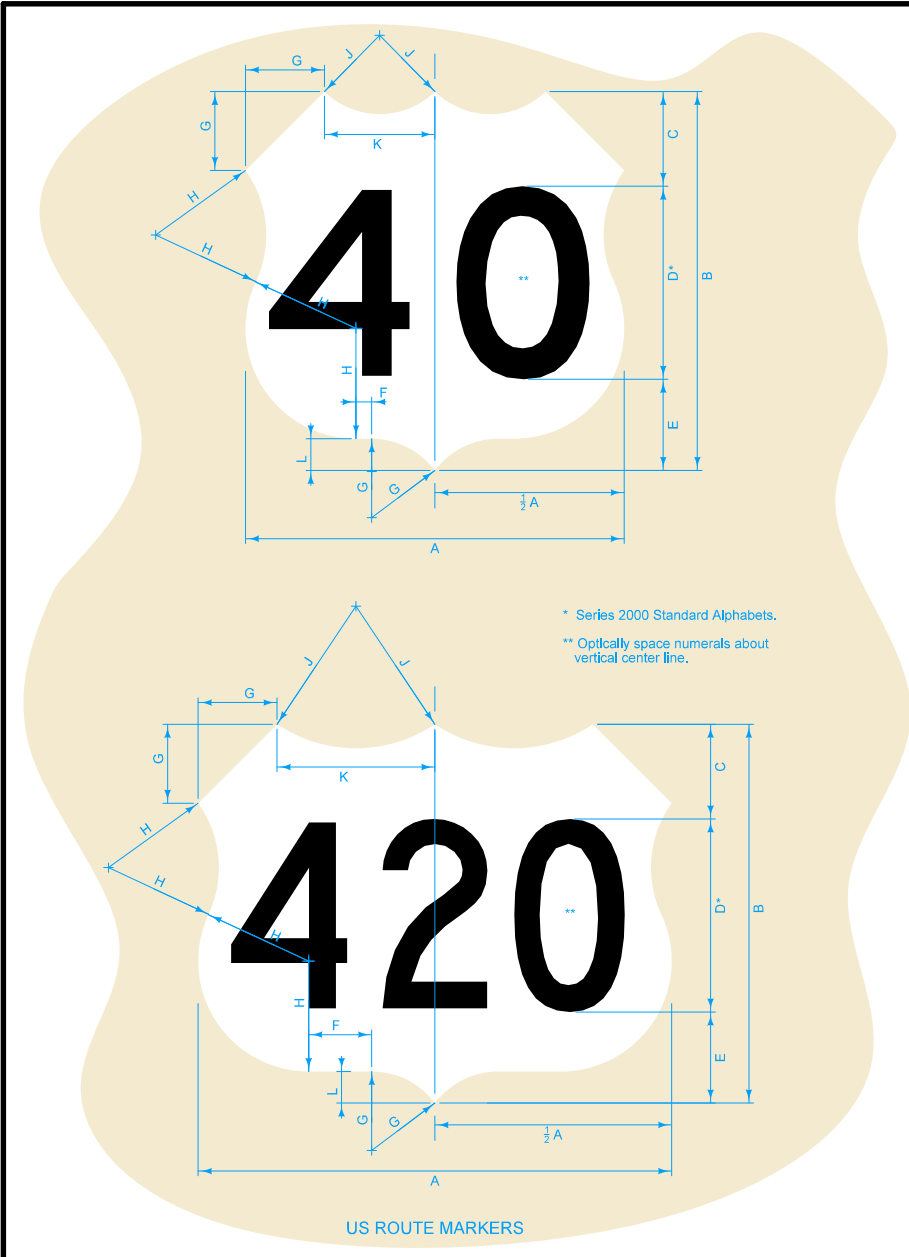 J
J
G
G
K
C
H
H
40
**
D*
B
H
H
F
E
L
G
G
½ A
A
* Series 2000 Standard Alphabets.
** Optically space numerals about
vertical center line.
J
J
G
G
K
C
H
H
420
**
D*
B
H
H
F
E
L
G
G
½ A
A
US ROUTE MARKERS